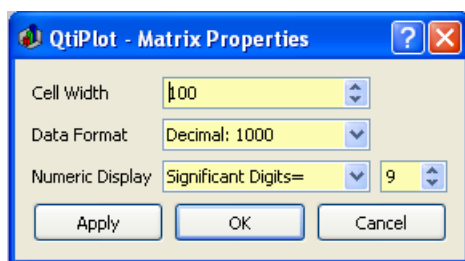 QtiPlot - Matrix Properties
Cell Width 100
Data Format Decimal: 1000
Numeric Display Significant Digits= 9
Apply OK Cancel